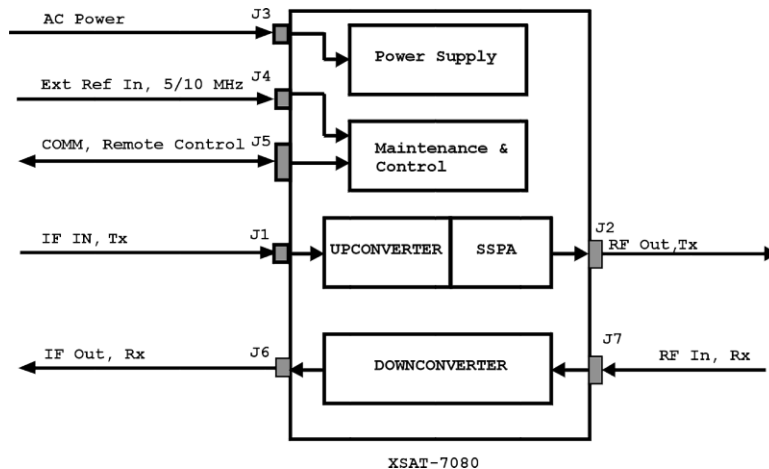 AC Power
J3
Power Supply
Ext Ref In, 5/10 MHz
J4
COMM, Remote Control
J5
Maintenance &
Control
IF IN, Tx
J1
UPCONVERTER
SSPA
J2
RF Out,Tx
IF Out, Rx
J6
DOWNCONVERTER
J7
RF In, Rx
XSAT-7080